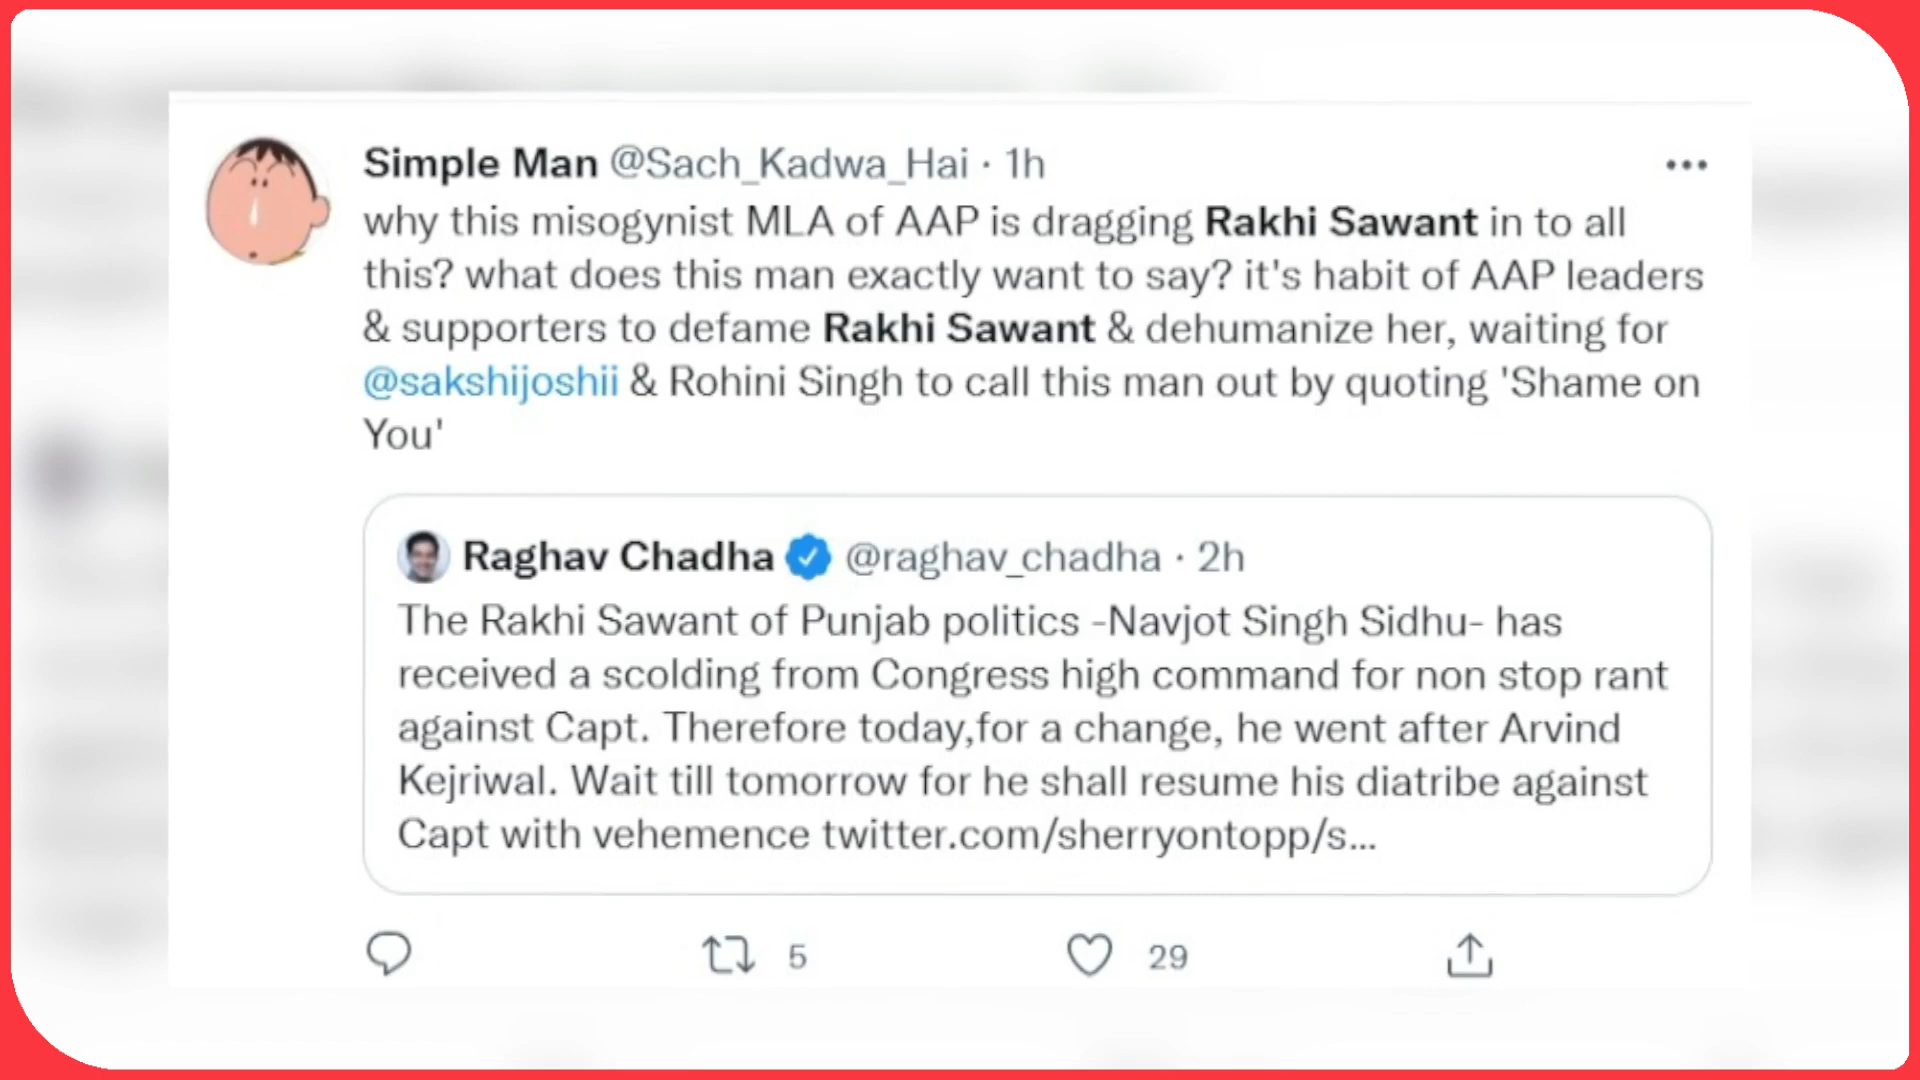 Simple Man @Sach_Kadwa_Hai · 1h
why this misogynist MLA of AAP is dragging Rakhi Sawant in to all
this? what does this man exactly want to say? it's habit of AAP leaders
& supporters to defame Rakhi Sawant & dehumanize her, waiting for
@sakshijoshii & Rohini Singh to call this man out by quoting 'Shame on
You'
Raghav Chadha @raghav_chadha · 2h
The Rakhi Sawant of Punjab politics -Navjot Singh Sidhu- has
received a scolding from Congress high command for non stop rant
against Capt. Therefore today,for a change, he went after Arvind
Kejriwal. Wait till tomorrow for he shall resume his diatribe against
Capt with vehemence twitter.com/sherryontopp/s...
5 29